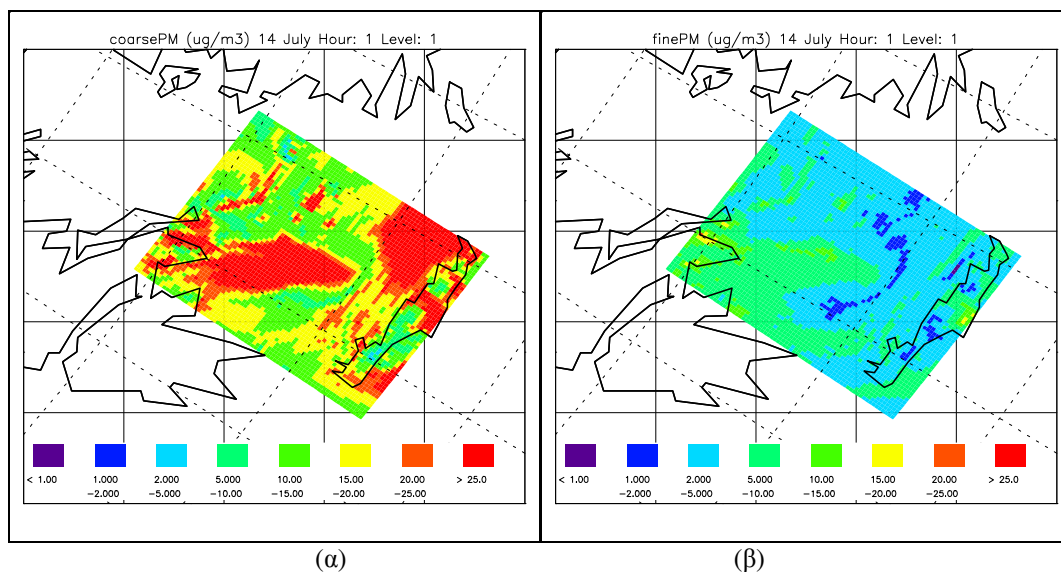 coarsePM (ug/m3) 14 July Hour: 1 Level: 1
< 1.00 1.000 2.000 5.000 10.00 15.00 20.00 > 25.0
−2.000 −5.000 −10.00 −15.00 −20.00 −25.00
(α)
finePM (ug/m3) 14 July Hour: 1 Level: 1
< 1.00 1.000 2.000 5.000 10.00 15.00 20.00 > 25.0
−2.000 −5.000 −10.00 −15.00 −20.00 −25.00
(β)